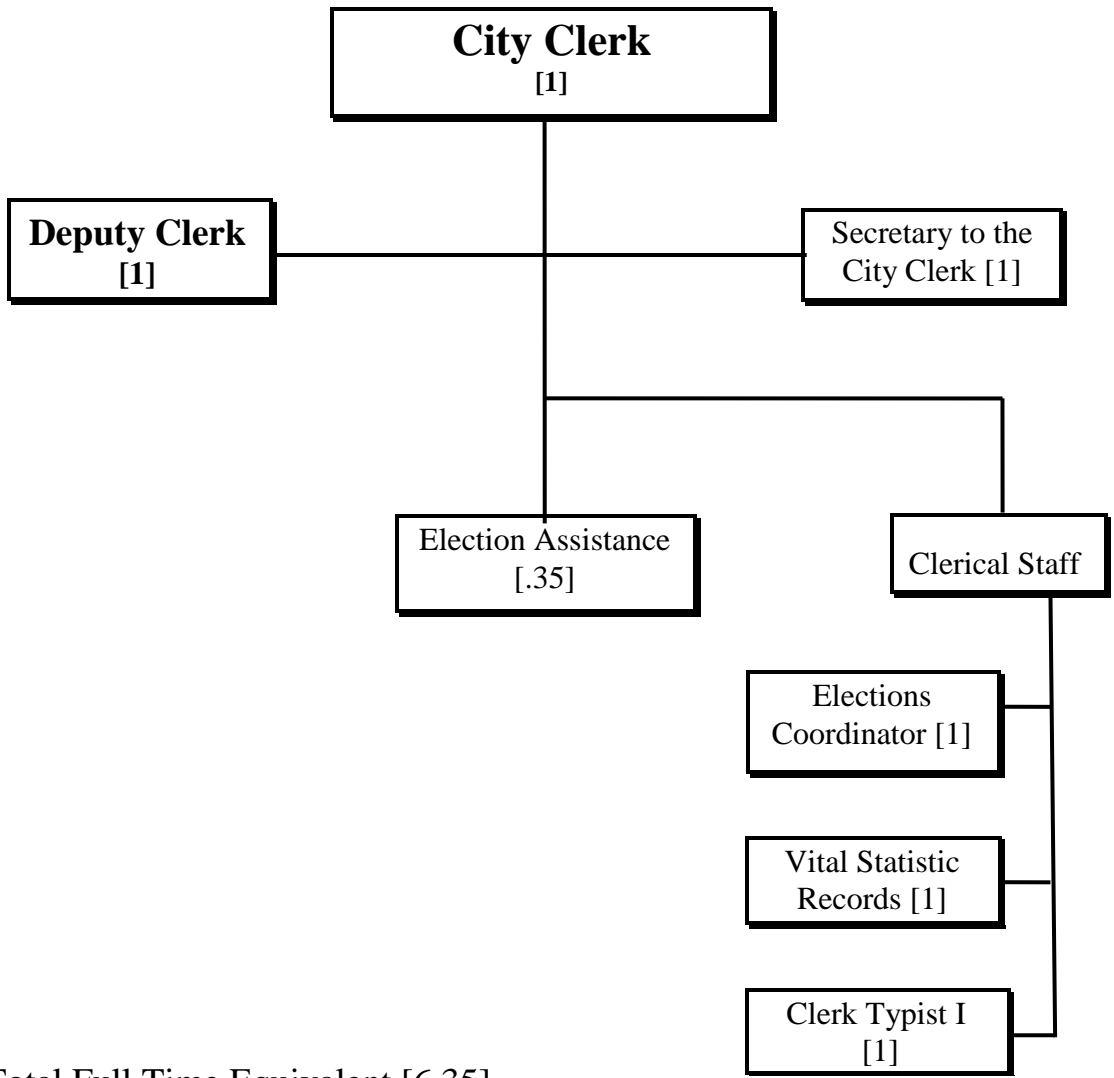 City Clerk
[1]
Deputy Clerk
[1]
Secretary to the
City Clerk [1]
Election Assistance
[.35]
Clerical Staff
Elections
Coordinator [1]
Vital Statistic
Records [1]
Clerk Typist I
[1]
Total Full Time Equivalent [6.35]